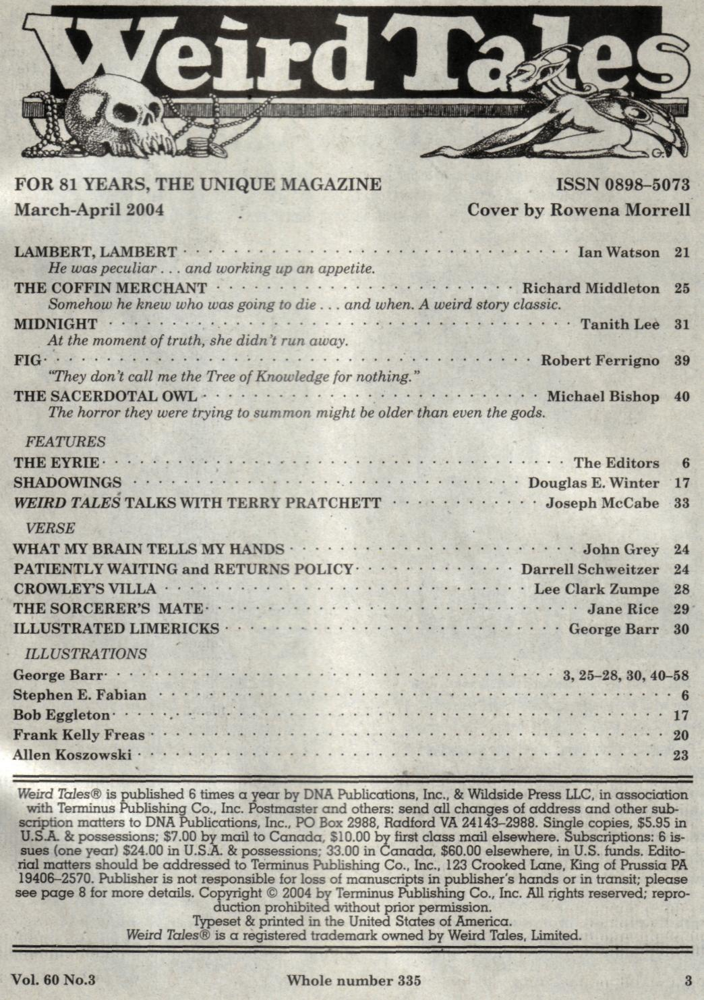 Weird Tales
G.
FOR 81 YEARS, THE UNIQUE MAGAZINE ISSN 0898–5073
March-April 2004 Cover by Rowena Morrell
LAMBERT, LAMBERT · · · · · · · · · · · · · · · · · · · · Ian Watson 21
He was peculiar . . . and working up an appetite.
THE COFFIN MERCHANT · · · · · · · · · · · · · · · · · · · · Richard Middleton 25
Somehow he knew who was going to die . . . and when. A weird story classic.
MIDNIGHT · · · · · · · · · · · · · · · · · · · · Tanith Lee 31
At the moment of truth, she didn't run away.
FIG · · · · · · · · · · · · · · · · · · · · Robert Ferrigno 39
“They don't call me the Tree of Knowledge for nothing.”
THE SACERDOTAL OWL · · · · · · · · · · · · · · · · · · · · Michael Bishop 40
The horror they were trying to summon might be older than even the gods.
FEATURES
THE EYRIE · · · · · · · · · · · · · · · · · · · · The Editors 6
SHADOWINGS · · · · · · · · · · · · · · · · · · · · Douglas E. Winter 17
WEIRD TALES TALKS WITH TERRY PRATCHETT · · · · · · · · · · · · Joseph McCabe 33
VERSE
WHAT MY BRAIN TELLS MY HANDS · · · · · · · · · · · · · · · · · · · · John Grey 24
PATIENTLY WAITING and RETURNS POLICY · · · · · · · · · · · · · Darrell Schweitzer 24
CROWLEY'S VILLA · · · · · · · · · · · · · · · · · · · · Lee Clark Zumpe 28
THE SORCERER'S MATE · · · · · · · · · · · · · · · · · · · · Jane Rice 29
ILLUSTRATED LIMERICKS · · · · · · · · · · · · · · · · · · · · George Barr 30
ILLUSTRATIONS
George Barr · · · · · · · · · · · · · · · · · · · · 3, 25–28, 30, 40–58
Stephen E. Fabian · · · · · · · · · · · · · · · · · · · · 6
Bob Eggleton · · · · · · · · · · · · · · · · · · · · 17
Frank Kelly Freas · · · · · · · · · · · · · · · · · · · · 20
Allen Koszowski · · · · · · · · · · · · · · · · · · · · 23
Weird Tales® is published 6 times a year by DNA Publications, Inc., & Wildside Press LLC, in association
with Terminus Publishing Co., Inc. Postmaster and others: send all changes of address and other sub-
scription matters to DNA Publications, Inc., PO Box 2988, Radford VA 24143–2988. Single copies, $5.95 in
U.S.A. & possessions; $7.00 by mail to Canada, $10.00 by first class mail elsewhere. Subscriptions: 6 is-
sues (one year) $24.00 in U.S.A. & possessions; 33.00 in Canada, $60.00 elsewhere, in U.S. funds. Edito-
rial matters should be addressed to Terminus Publishing Co., Inc., 123 Crooked Lane, King of Prussia PA
19406–2570. Publisher is not responsible for loss of manuscripts in publisher's hands or in transit; please
see page 8 for more details. Copyright © 2004 by Terminus Publishing Co., Inc. All rights reserved; repro-
duction prohibited without prior permission.
Typeset & printed in the United States of America.
Weird Tales® is a registered trademark owned by Weird Tales, Limited.
Vol. 60 No.3 Whole number 335 3